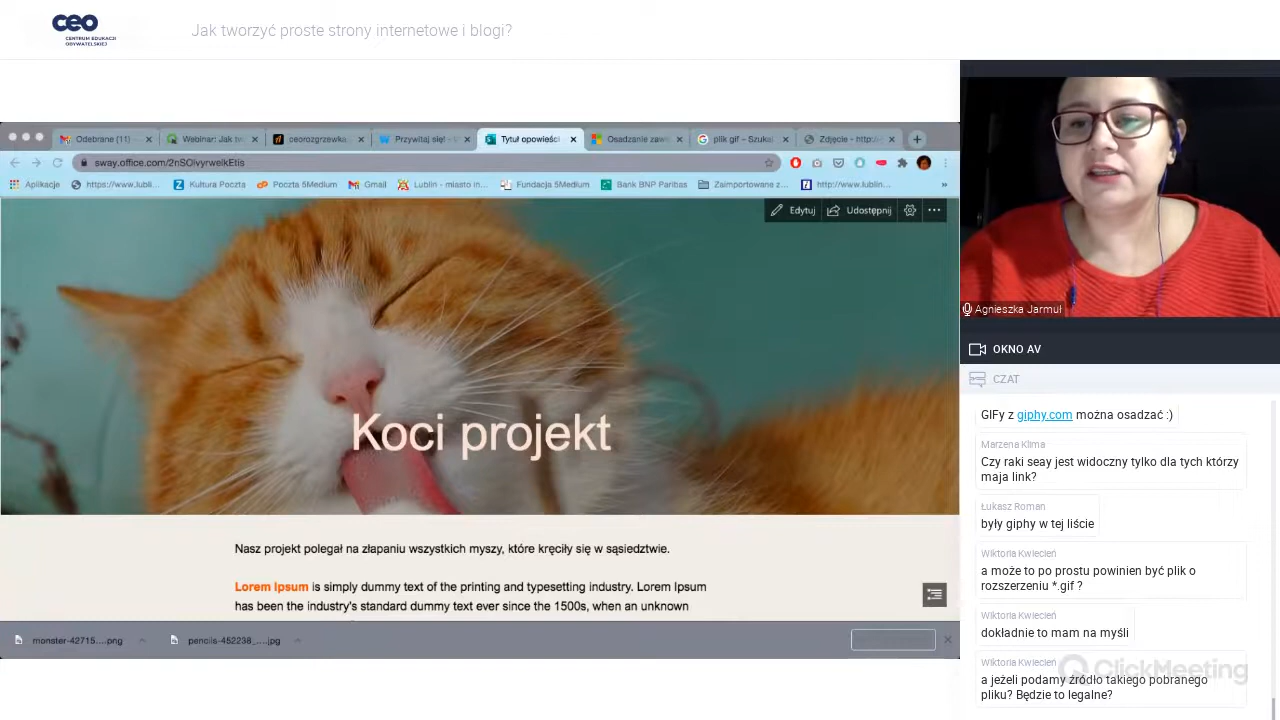 ceo
CENTRUM EDUKACJI
OBYWATELSKIEJ
Jak tworzyć proste strony internetowe i blogi?
Odebrane (11) -
Webinar: Jak tw
ceorozgrzewka
Przywitaj się! -
Tytuł opowieści
Osadzanie zaw
plik gif – Szuka
Zdjęcie - http:/
sway.office.com/
Aplikacje
https://www.lubli...
Kultura Poczta
Poczta 5Medium
Gmail
Lublin - miasto in...
Fundacja 5Medium
Bank BNP Paribas
Zaimportowane z...
http://www.lublin...
Edytuj
Udostępnij
Koci projekt
Nasz projekt polegał na złapaniu wszystkich myszy, które kręciły się w sąsiedztwie.
Lorem Ipsum is simply dummy text of the printing and typesetting industry. Lorem Ipsum
has been the industry's standard dummy text ever since the 1500s, when an unknown
monster-42715....png
pencils-452238_....jpg
Agnieszka Jarmuł
OKNO AV
CZAT
GIFy z giphy.com można osadzać :)
Marzena Klima
Czy raki seay jest widoczny tylko dla tych którzy
maja link?
Łukasz Roman
były giphy w tej liście
Wiktoria Kwiecień
a może to po prostu powinien być plik o
rozszerzeniu *.gif ?
Wiktoria Kwiecień
dokładnie to mam na myśli
Wiktoria Kwiecień
a jeżeli podamy źródło takiego pobranego
pliku? Będzie to legalne?
ClickMeeting